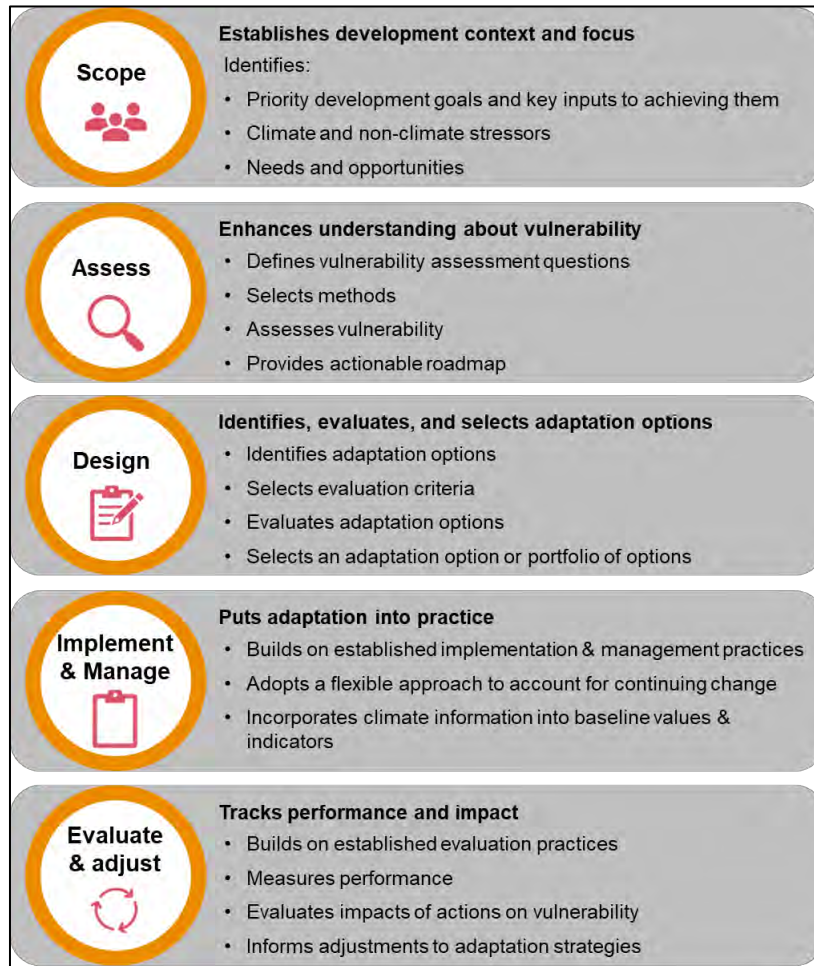 Scope
Establishes development context and focus
Identifies:
• Priority development goals and key inputs to achieving them
• Climate and non-climate stressors
• Needs and opportunities
Assess
Enhances understanding about vulnerability
• Defines vulnerability assessment questions
• Selects methods
• Assesses vulnerability
• Provides actionable roadmap
Design
Identifies, evaluates, and selects adaptation options
• Identifies adaptation options
• Selects evaluation criteria
• Evaluates adaptation options
• Selects an adaptation option or portfolio of options
Implement
& Manage
Puts adaptation into practice
• Builds on established implementation & management practices
• Adopts a flexible approach to account for continuing change
• Incorporates climate information into baseline values &
indicators
Evaluate
& adjust
Tracks performance and impact
• Builds on established evaluation practices
• Measures performance
• Evaluates impacts of actions on vulnerability
• Informs adjustments to adaptation strategies